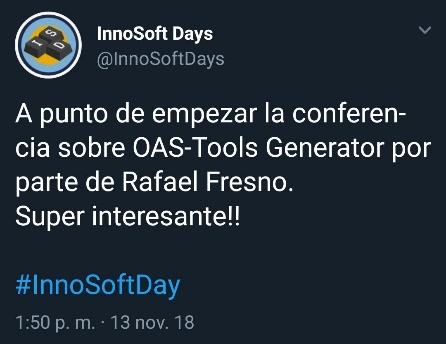 InnoSoft Days
@InnoSoftDays
A punto de empezar la conferen-
cia sobre OAS-Tools Generator por
parte de Rafael Fresno.
Super interesante!!
#InnoSoftDay
1:50 p. m. · 13 nov. 18